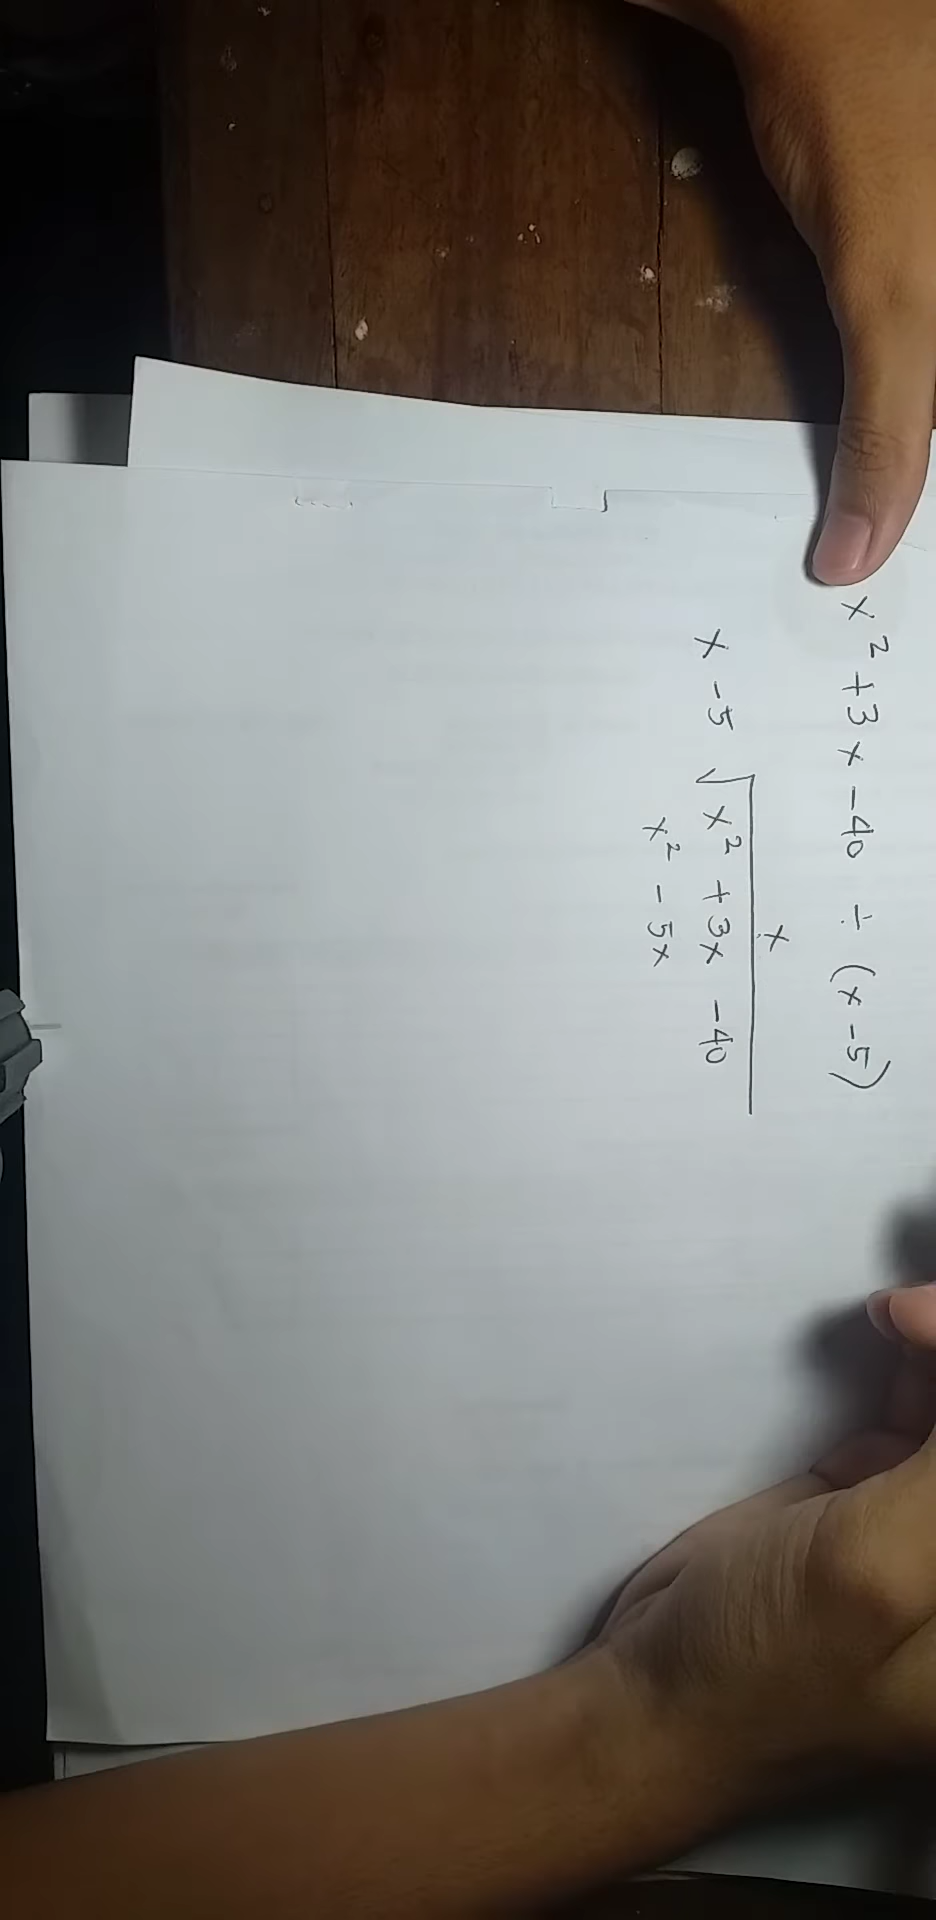 x² + 3x - 40 ÷ (x - 5)
x
x - 5 √ x² + 3x - 40
x² - 5x